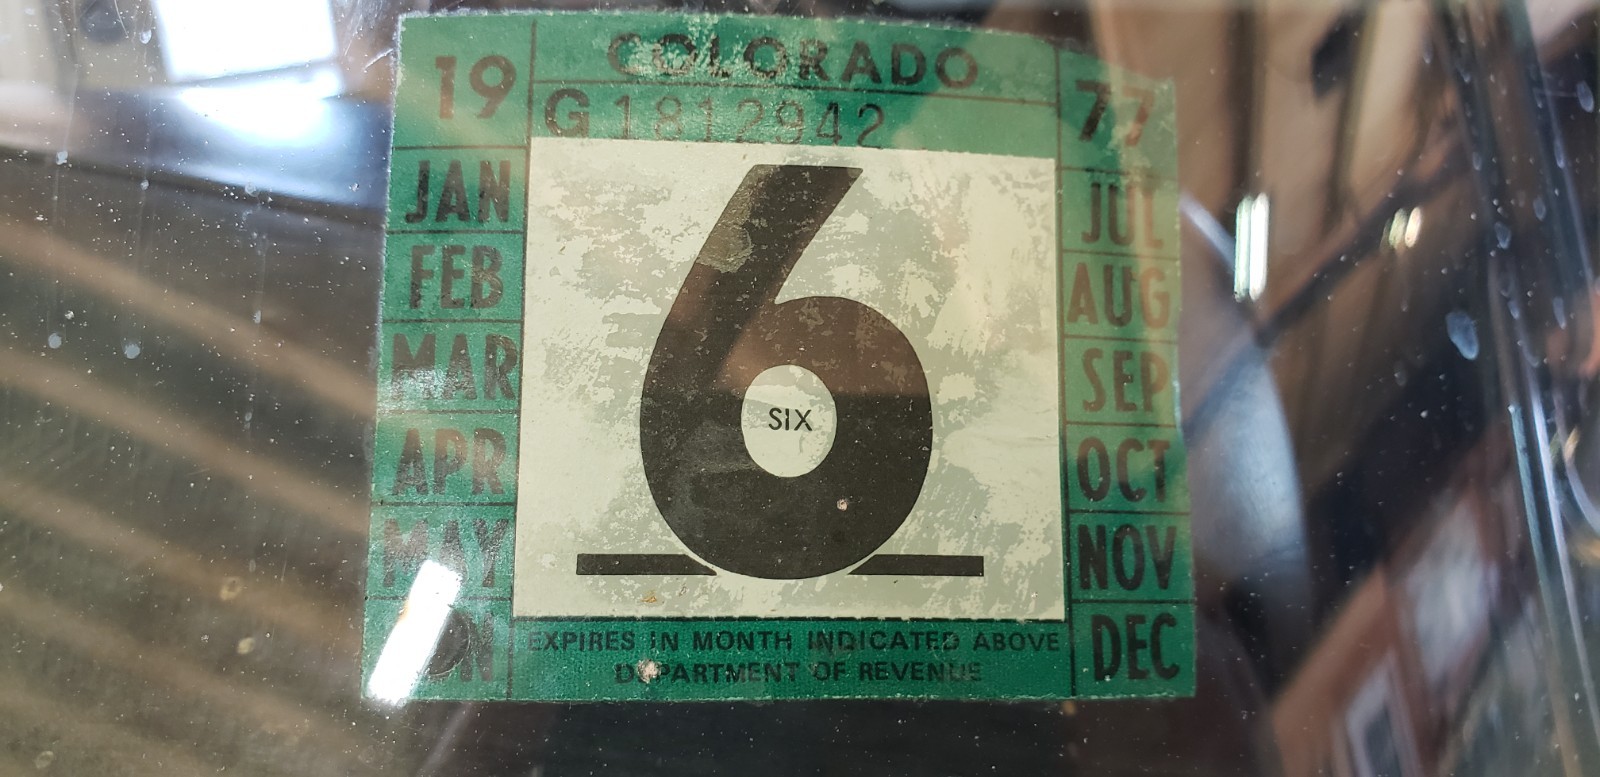 19 COLORADO 77
G 1812942
JAN
FEB
MAR
APR
MAY
6
SIX
JUL
AUG
SEP
OCT
NOV
DEC
EXPIRES IN MONTH INDICATED ABOVE
DEPARTMENT OF REVENUE